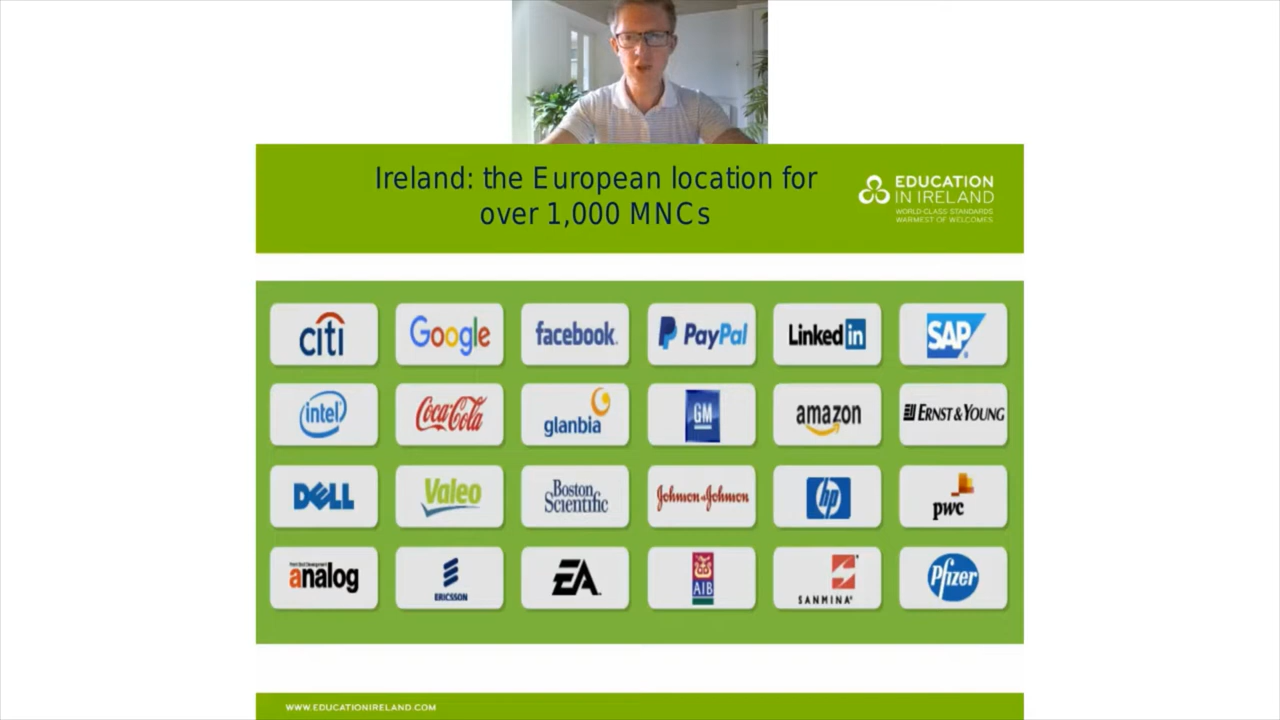 Ireland: the European location for
over 1,000 MNCs
EDUCATION
IN IRELAND
WORLD CLASS STANDARDS
WARMEST OF WELCOMES
citi
Google
facebook
PayPal
Linked in
SAP
intel
Coca-Cola
glanbia
GM
amazon
ERNST & YOUNG
DELL
Valeo
Boston
Scientific
Johnson & Johnson
hp
pwc
analog
ERICSSON
EA
AIB
SANMINA
Pfizer
WWW.EDUCATIONIRELAND.COM